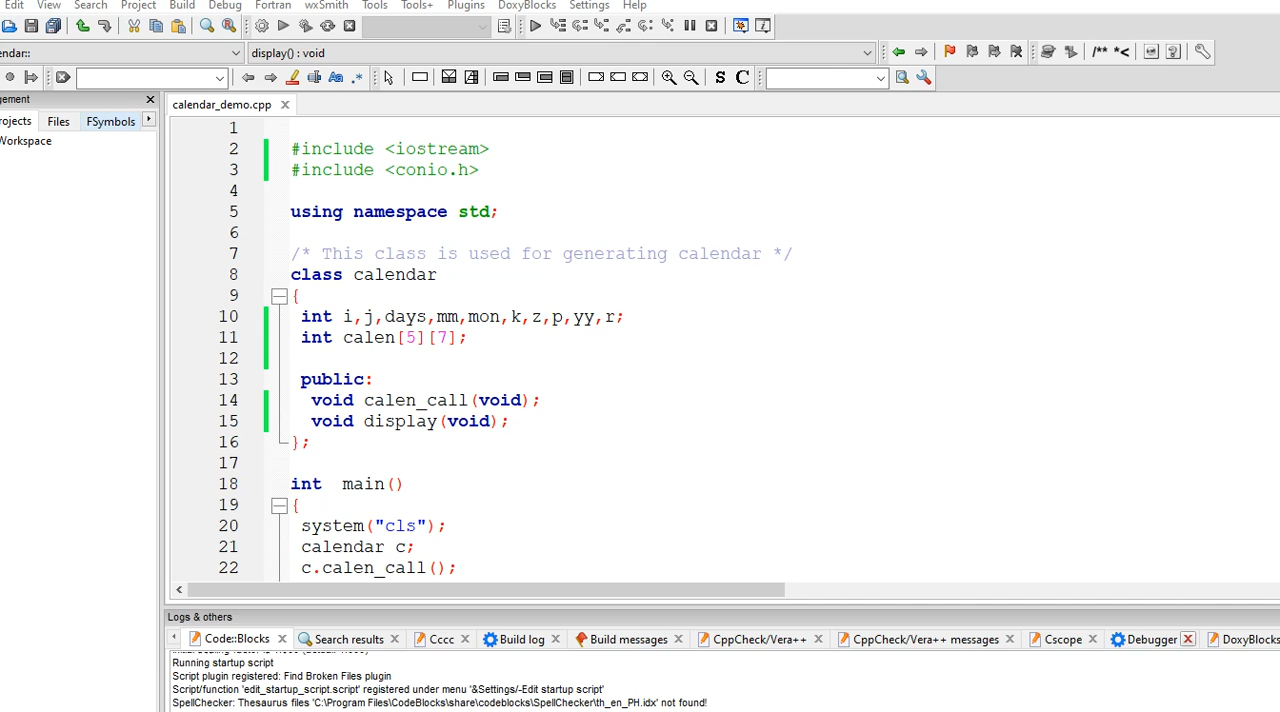 Edit View Search Project Build Debug Fortran wxSmith Tools Tools+ Plugins DoxyBlocks Settings Help
endar:: display() : void /** *<
Aa .* S C
gement
rojects Files FSymbols
Workspace
calendar_demo.cpp
1
2 #include <iostream>
3 #include <conio.h>
4
5 using namespace std;
6
7 /* This class is used for generating calendar */
8 class calendar
9 {
10 int i,j,days,mm,mon,k,z,p,yy,r;
11 int calen[5][7];
12
13 public:
14 void calen_call(void);
15 void display(void);
16 };
17
18 int  main()
19 {
20 system("cls");
21 calendar c;
22 c.calen_call();
Logs & others
Code::Blocks Search results Cccc Build log Build messages CppCheck/Vera++ CppCheck/Vera++ messages Cscope Debugger DoxyBlocks
Running startup script
Script plugin registered: Find Broken Files plugin
Script/function 'edit_startup_script.script' registered under menu '&Settings/-Edit startup script'
SpellChecker: Thesaurus files 'C:\Program Files\CodeBlocks\share\codeblocks\SpellChecker\th_en_PH.idx' not found!